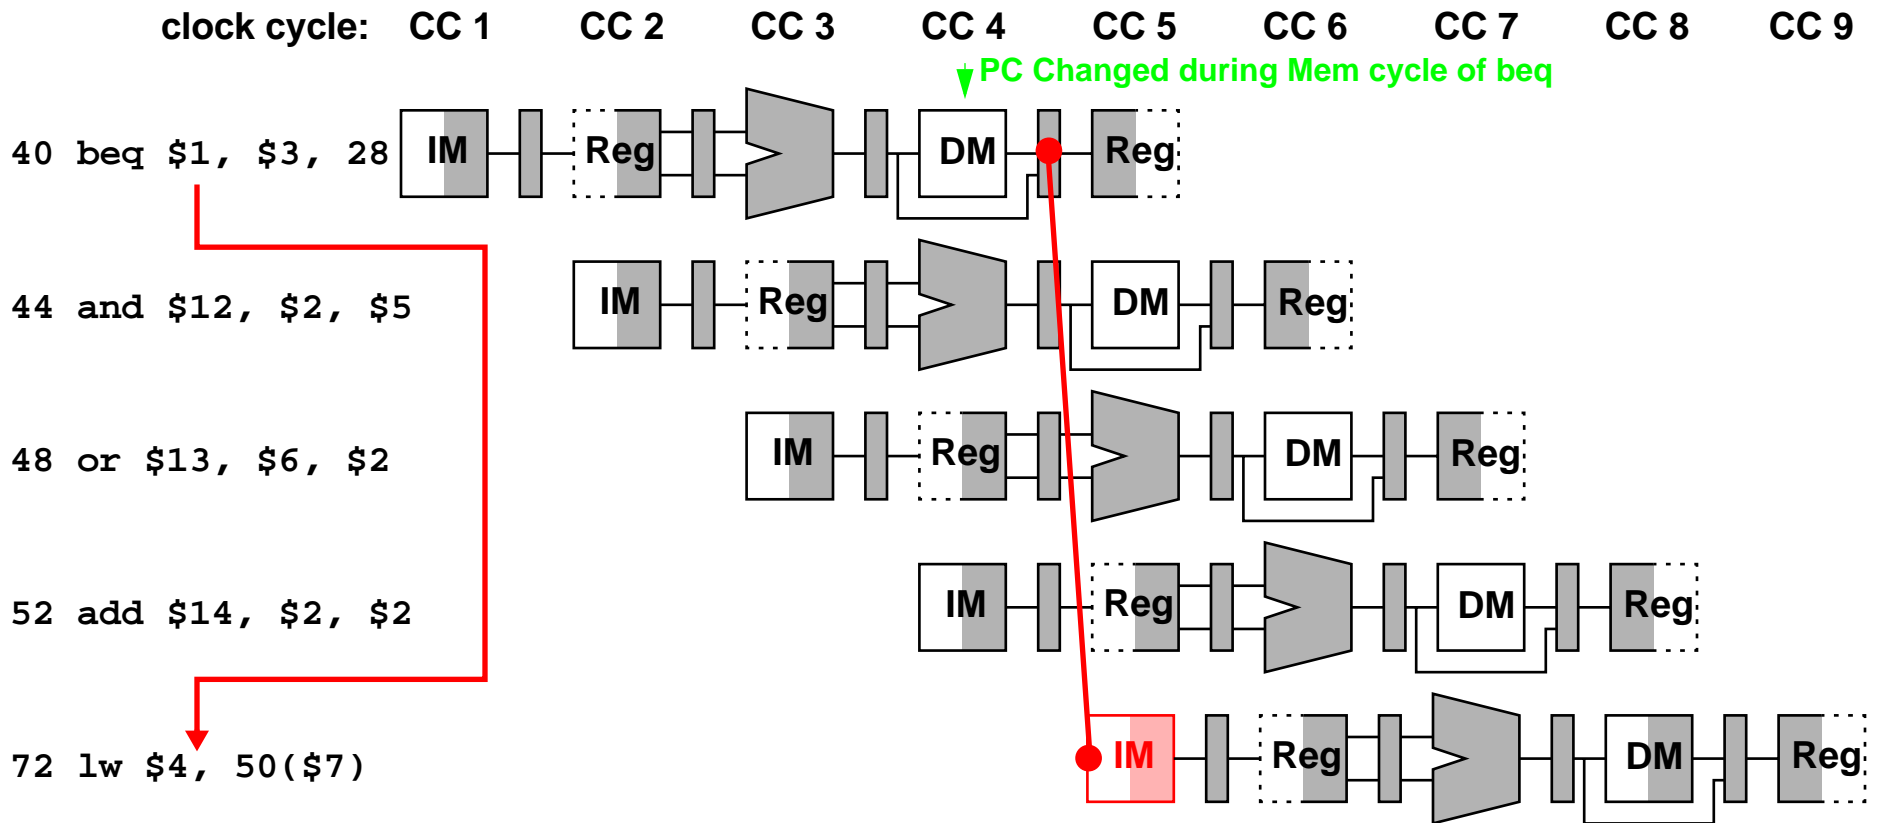 clock cycle: CC 1 CC 2 CC 3 CC 4 CC 5 CC 6 CC 7 CC 8 CC 9
PC Changed during Mem cycle of beq
40 beq $1, $3, 28 IM Reg DM Reg
44 and $12, $2, $5 IM Reg DM Reg
48 or $13, $6, $2 IM Reg DM Reg
52 add $14, $2, $2 IM Reg DM Reg
72 lw $4, 50($7) IM Reg DM Reg